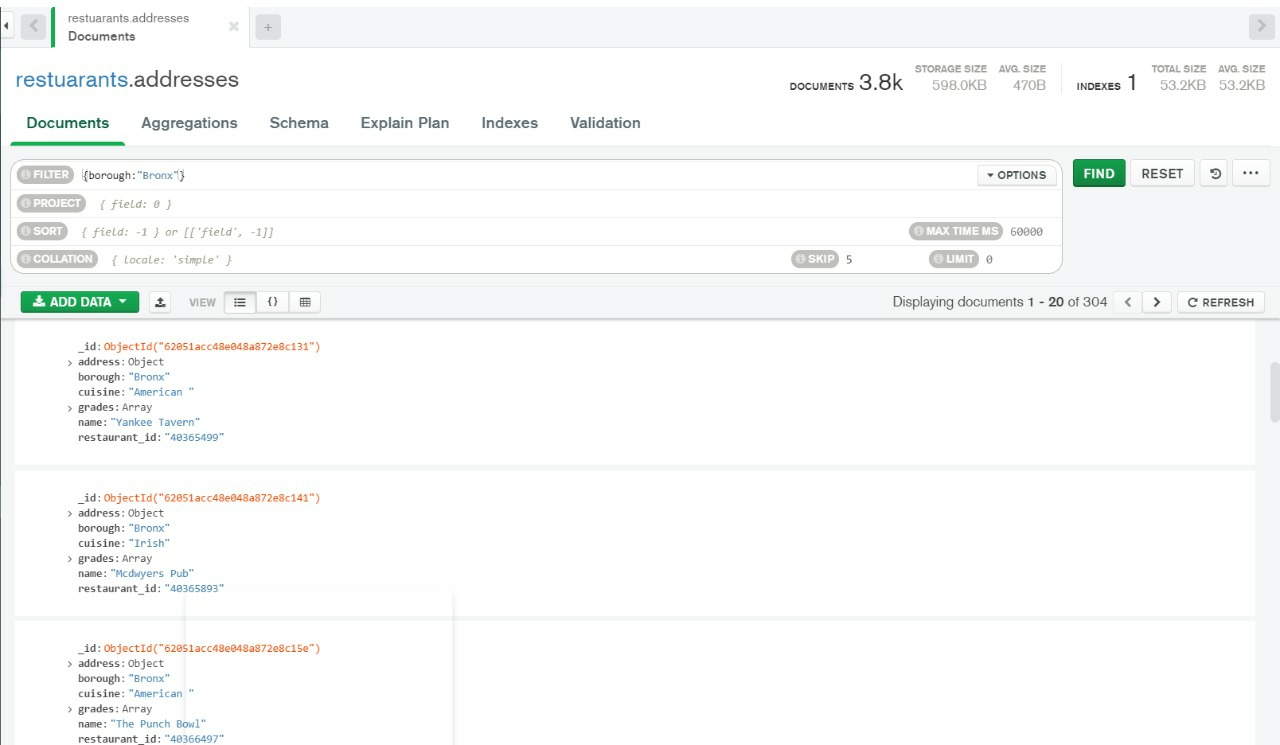 restuarants.addresses
Documents
restuarants.addresses
DOCUMENTS 3.8k STORAGE SIZE 598.0KB AVG. SIZE 470B INDEXES 1 TOTAL SIZE 53.2KB AVG. SIZE 53.2KB
Documents Aggregations Schema Explain Plan Indexes Validation
FILTER {borough:"Bronx"} OPTIONS FIND RESET
PROJECT { field: 0 }
SORT { field: -1 } or [['field', -1]] MAX TIME MS 60000
COLLATION { locale: 'simple' } SKIP 5 LIMIT 0
ADD DATA VIEW {} Displaying documents 1 - 20 of 304 REFRESH
_id: ObjectId("62051acc48e048a872e8c131")
address: Object
borough: "Bronx"
cuisine: "American "
grades: Array
name: "Yankee Tavern"
restaurant_id: "40365499"
_id: ObjectId("62051acc48e048a872e8c141")
address: Object
borough: "Bronx"
cuisine: "Irish"
grades: Array
name: "Mcdwyers Pub"
restaurant_id: "40365893"
_id: ObjectId("62051acc48e048a872e8c15e")
address: Object
borough: "Bronx"
cuisine: "American "
grades: Array
name: "The Punch Bowl"
restaurant_id: "40366497"